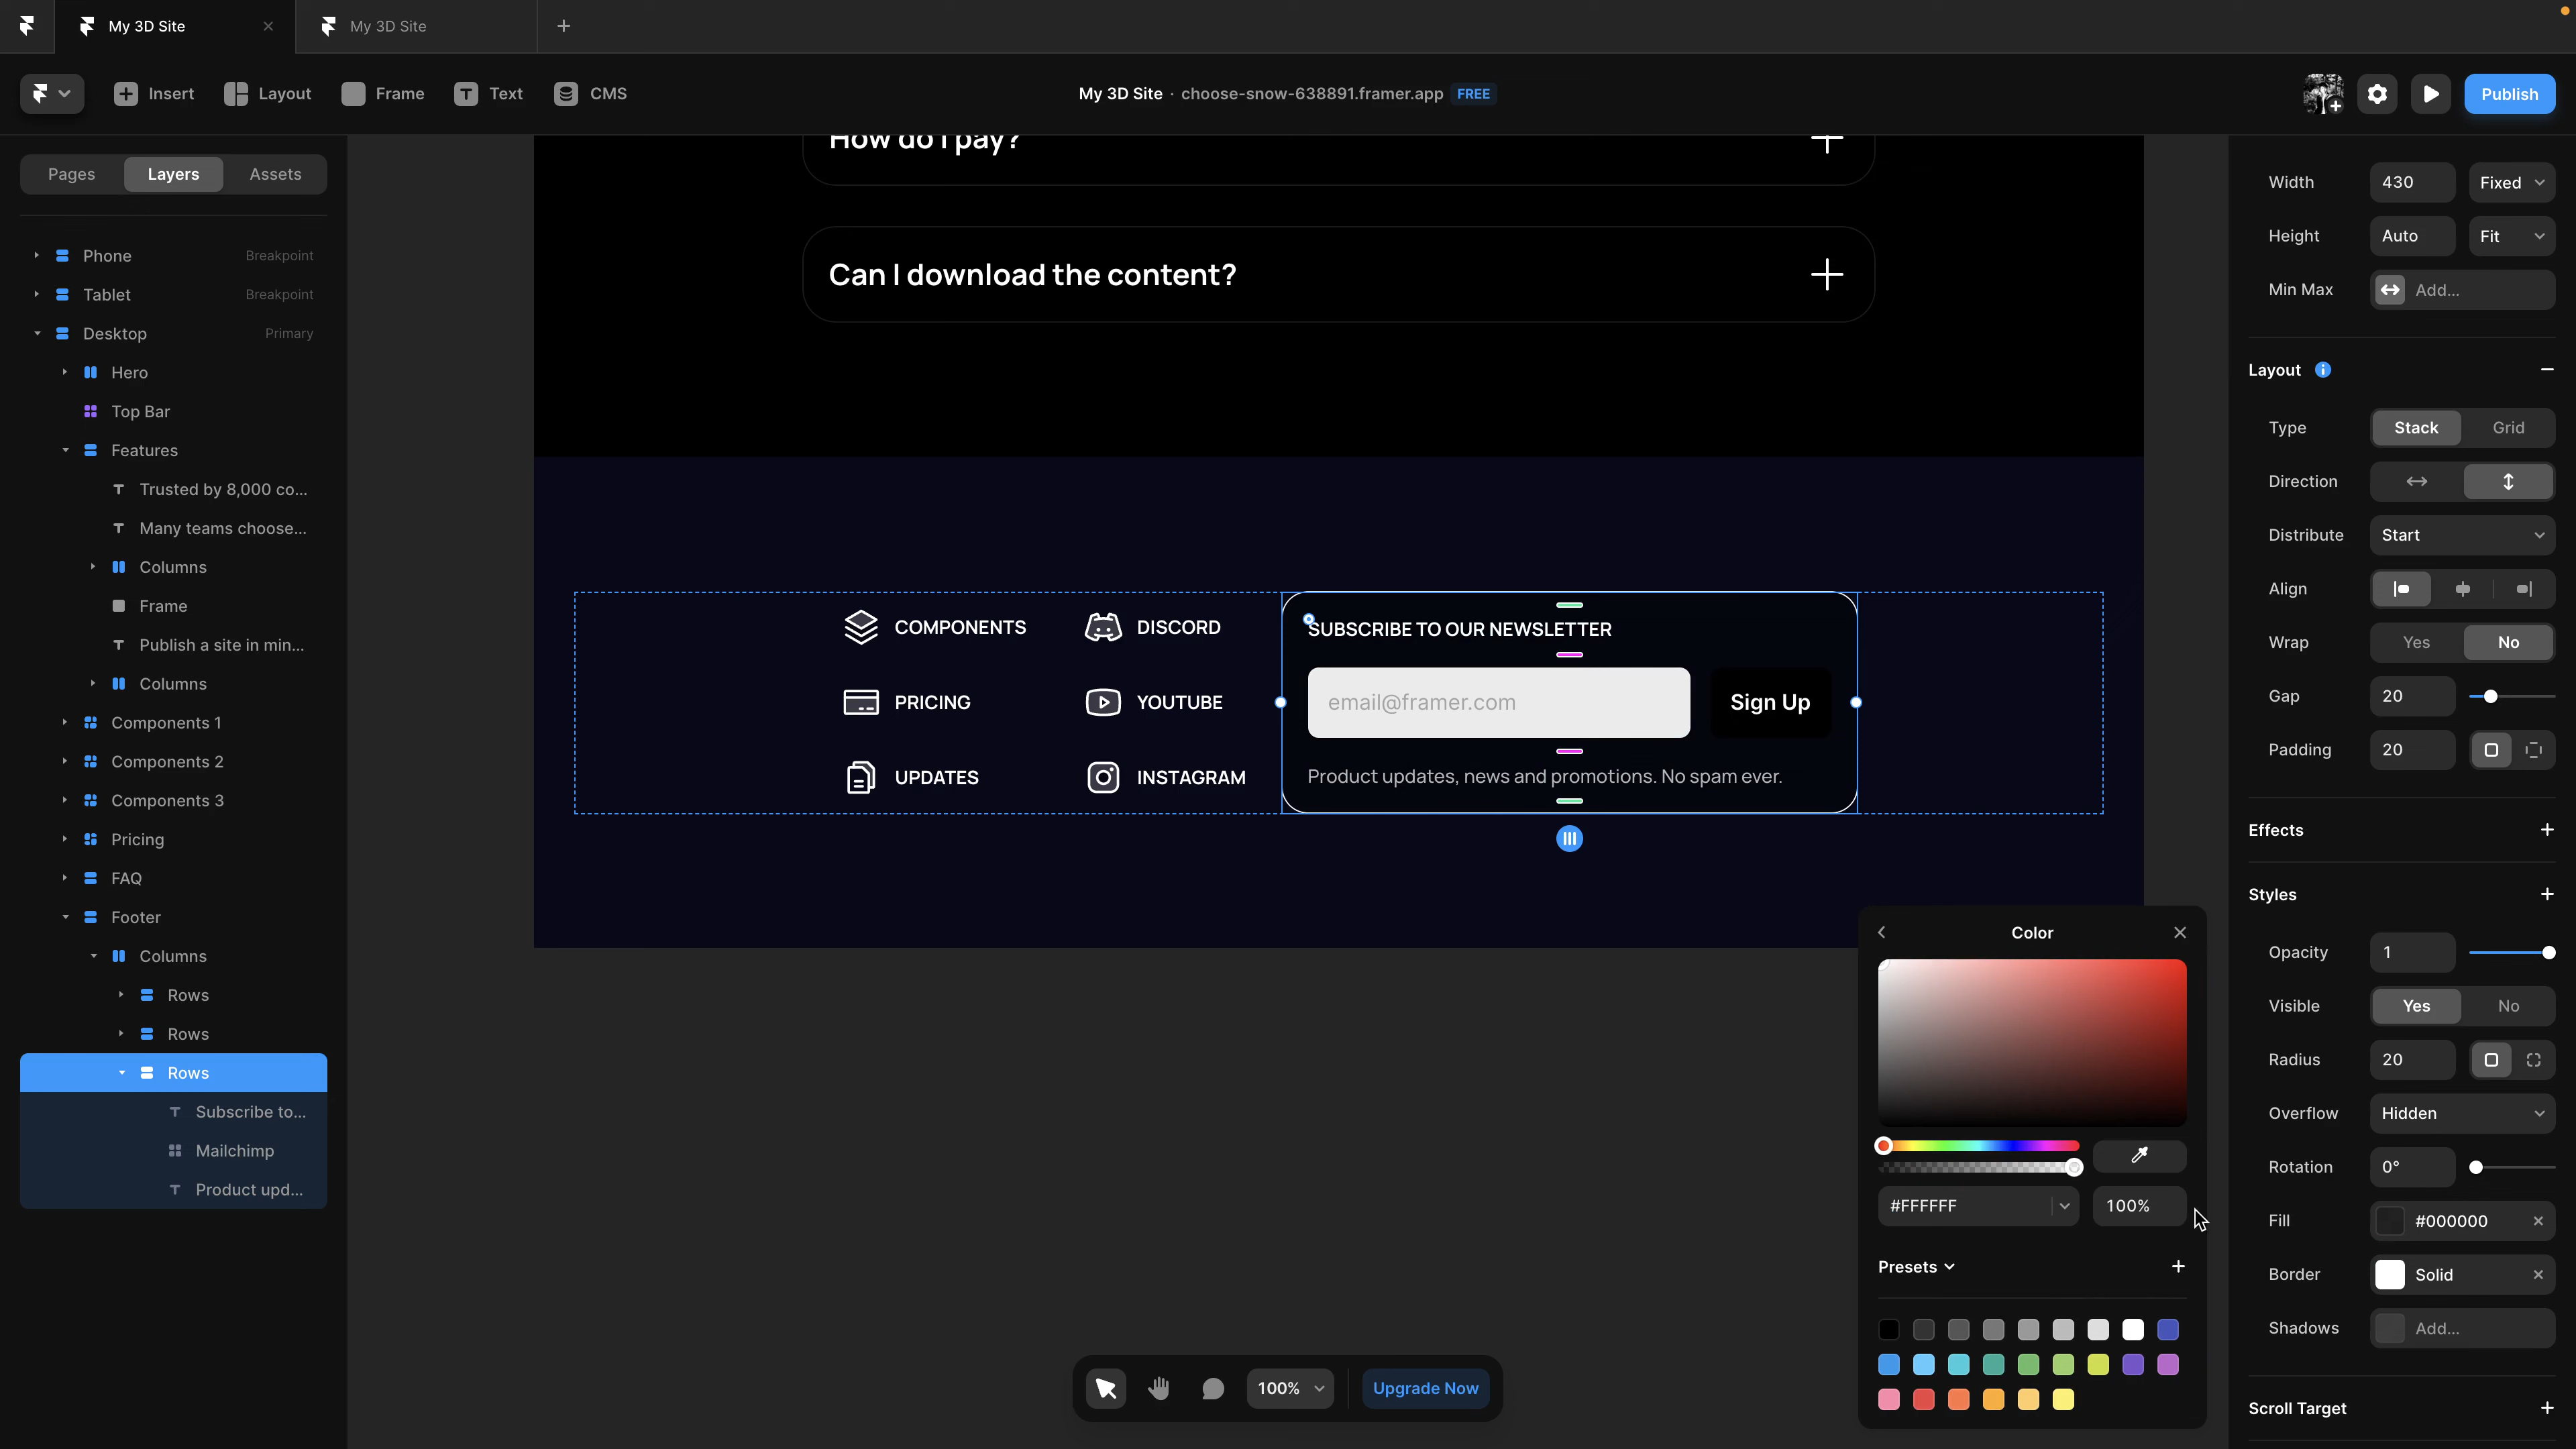 My 3D Site
My 3D Site
Insert
Layout
Frame
Text
CMS
My 3D Site · choose-snow-638891.framer.app FREE
Publish
Pages
Layers
Assets
Phone Breakpoint
Tablet Breakpoint
Desktop Primary
Hero
Top Bar
Features
Trusted by 8,000 co...
Many teams choose...
Columns
Frame
Publish a site in min...
Columns
Components 1
Components 2
Components 3
Pricing
FAQ
Footer
Columns
Rows
Rows
Rows
Subscribe to...
Mailchimp
Product upd...
How do I pay?
Can I download the content?
COMPONENTS
PRICING
UPDATES
DISCORD
YOUTUBE
INSTAGRAM
SUBSCRIBE TO OUR NEWSLETTER
email@framer.com
Sign Up
Product updates, news and promotions. No spam ever.
100%
Upgrade Now
Color
#FFFFFF
100%
Presets
Width 430 Fixed
Height Auto Fit
Min Max Add...
Layout
Type Stack Grid
Direction
Distribute Start
Align
Wrap Yes No
Gap 20
Padding 20
Effects
Styles
Opacity 1
Visible Yes No
Radius 20
Overflow Hidden
Rotation 0°
Fill #000000
Border Solid
Shadows Add...
Scroll Target